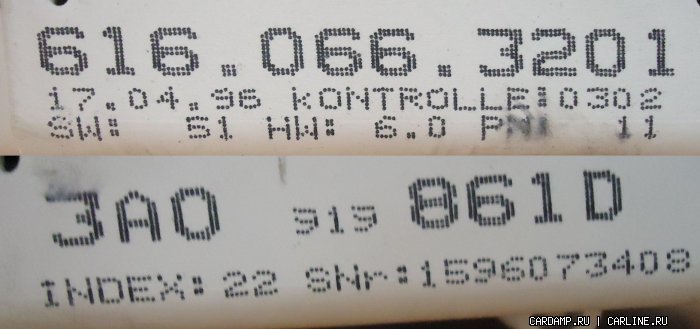 616.066.3201
17.04.96 KONTROLLE:0302
SW: 51 HW: 6.0 PNI 11
3A0 919 861D
INDEX: 22 SNr:1596073408
CARDAMP.RU | CARLINE.RU